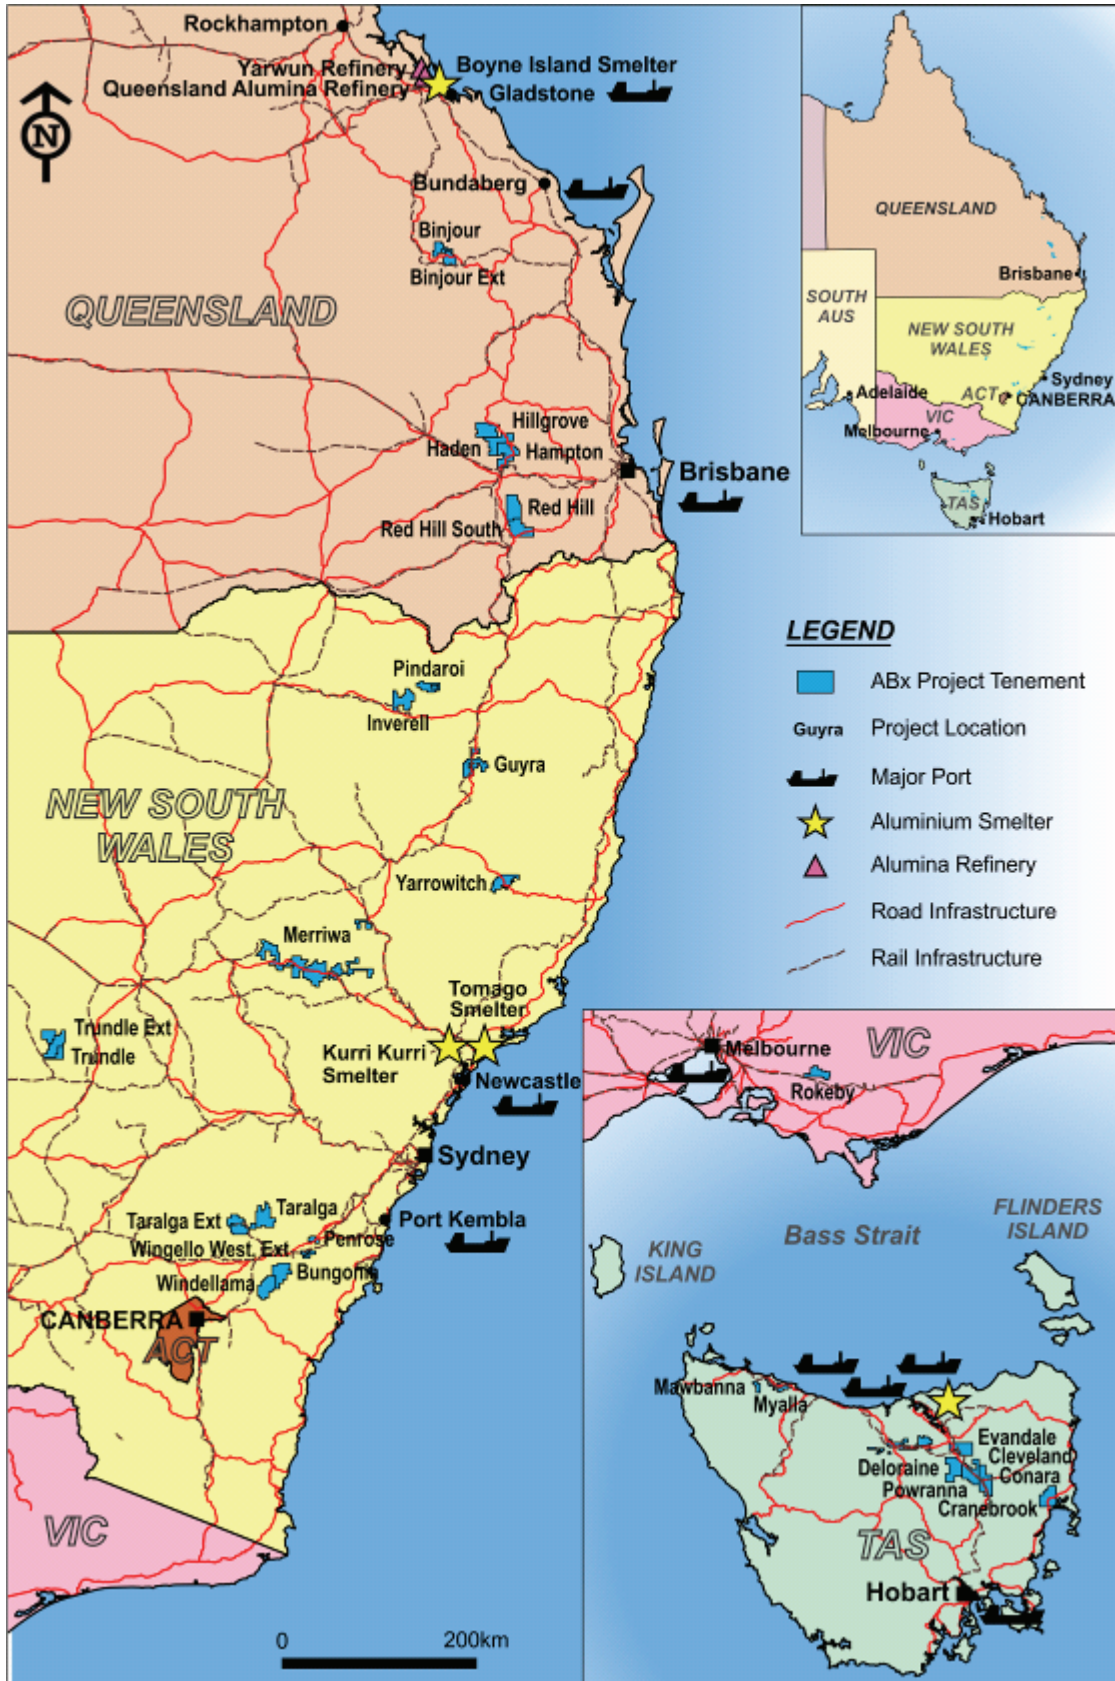 Rockhampton
Yarwun Refinery
Queensland Alumina Refinery
Boyne Island Smelter
Gladstone
N
Bundaberg
Binjour
Binjour Ext
QUEENSLAND
Hillgrove
Haden
Hampton
Brisbane
Red Hill
Red Hill South
Pindaroi
Inverell
Guyra
NEW SOUTH
WALES
Yarrowitch
Merriwa
Tomago
Smelter
Trundle Ext
Trundle
Kurri Kurri
Smelter
Newcastle
Sydney
Taralga
Taralga Ext
Port Kembla
Penrose
Wingello West. Ext
Bungonia
Windellama
CANBERRA
ACT
VIC
0
200km
QUEENSLAND
Brisbane
SOUTH
AUS
NEW SOUTH
WALES
Sydney
ACT
CANBERRA
Adelaide
VIC
Melbourne
TAS
Hobart
LEGEND
ABx Project Tenement
Guyra Project Location
Major Port
Aluminium Smelter
Alumina Refinery
Road Infrastructure
Rail Infrastructure
Melbourne
VIC
Rokeby
Bass Strait
FLINDERS
ISLAND
KING
ISLAND
Mawbanna
Myalla
Evandale
Cleveland
Deloraine
Conara
Powranna
Cranebrook
TAS
Hobart